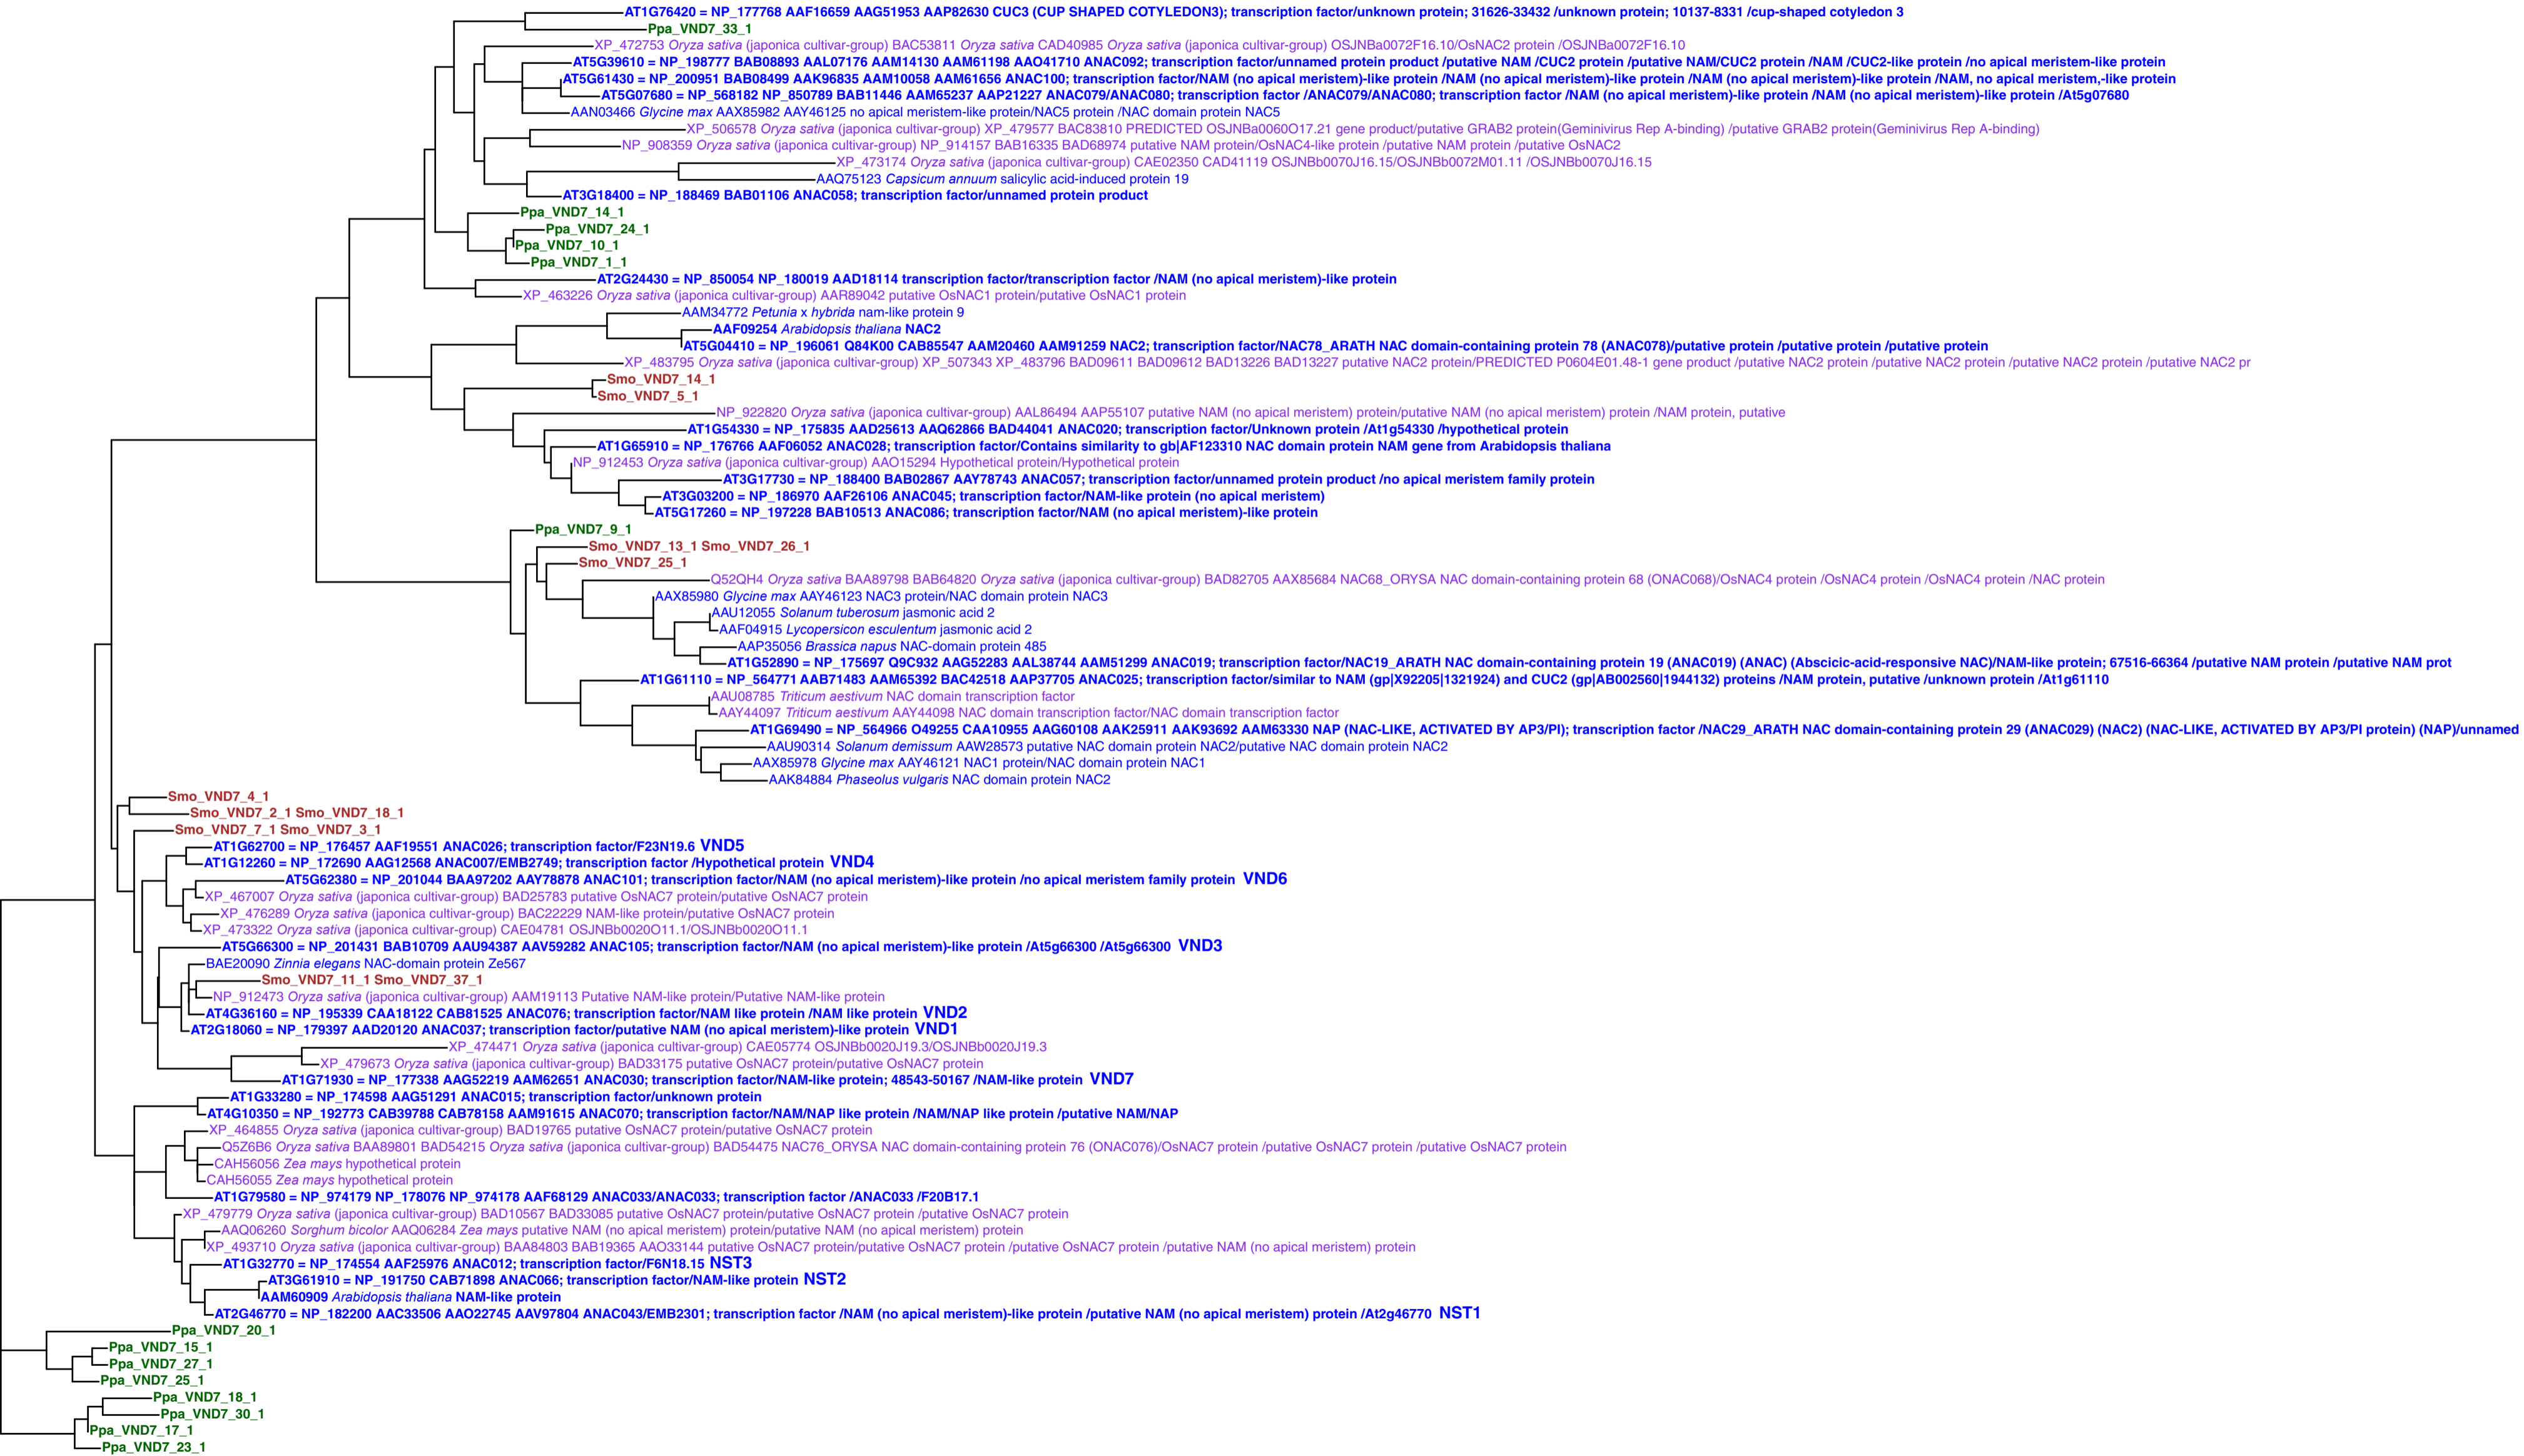 AT1G76420 = NP_177768 AAF16659 AAG51953 AAP82630 CUC3 (CUP SHAPED COTYLEDON3); transcription factor/unknown protein; 31626-33432 /unknown protein; 10137-8331 /cup-shaped cotyledon 3
Ppa_VND7_33_1
XP_472753 Oryza sativa (japonica cultivar-group) BAC53811 Oryza sativa CAD40985 Oryza sativa (japonica cultivar-group) OSJNBa0072F16.10/OsNAC2 protein /OSJNBa0072F16.10
AT5G39610 = NP_198777 BAB08893 AAL07176 AAM14130 AAM61198 AAO41710 ANAC092; transcription factor/unnamed protein product /putative NAM /CUC2 protein /putative NAM/CUC2 protein /NAM /CUC2-like protein /no apical meristem-like protein
AT5G61430 = NP_200951 BAB08499 AAK96835 AAM10058 AAM61656 ANAC100; transcription factor/NAM (no apical meristem)-like protein /NAM (no apical meristem)-like protein /NAM (no apical meristem)-like protein /NAM, no apical meristem,-like protein
AT5G07680 = NP_568182 NP_850789 BAB11446 AAM65237 AAP21227 ANAC079/ANAC080; transcription factor /ANAC079/ANAC080; transcription factor /NAM (no apical meristem)-like protein /NAM (no apical meristem)-like protein /At5g07680
AAN03466 Glycine max AAX85982 AAY46125 no apical meristem-like protein/NAC5 protein /NAC domain protein NAC5
XP_506578 Oryza sativa (japonica cultivar-group) XP_479577 BAC83810 PREDICTED OSJNBa0060O17.21 gene product/putative GRAB2 protein(Geminivirus Rep A-binding) /putative GRAB2 protein(Geminivirus Rep A-binding)
NP_908359 Oryza sativa (japonica cultivar-group) NP_914157 BAB16335 BAD68974 putative NAM protein/OsNAC4-like protein /putative NAM protein /putative OsNAC2
XP_473174 Oryza sativa (japonica cultivar-group) CAE02350 CAD41119 OSJNBb0070J16.15/OSJNBb0072M01.11 /OSJNBb0070J16.15
AAQ75123 Capsicum annuum salicylic acid-induced protein 19
AT3G18400 = NP_188469 BAB01106 ANAC058; transcription factor/unnamed protein product
Ppa_VND7_14_1
Ppa_VND7_24_1
Ppa_VND7_10_1
Ppa_VND7_1_1
AT2G24430 = NP_850054 NP_180019 AAD18114 transcription factor/transcription factor /NAM (no apical meristem)-like protein
XP_463226 Oryza sativa (japonica cultivar-group) AAR89042 putative OsNAC1 protein/putative OsNAC1 protein
AAM34772 Petunia x hybrida nam-like protein 9
AAF09254 Arabidopsis thaliana NAC2
AT5G04410 = NP_196061 Q84K00 CAB85547 AAM20460 AAM91259 NAC2; transcription factor/NAC78_ARATH NAC domain-containing protein 78 (ANAC078)/putative protein /putative protein /putative protein
XP_483795 Oryza sativa (japonica cultivar-group) XP_507343 XP_483796 BAD09611 BAD09612 BAD13226 BAD13227 putative NAC2 protein/PREDICTED P0604E01.48-1 gene product /putative NAC2 protein /putative NAC2 protein /putative NAC2 protein /putative NAC2 pr
Smo_VND7_14_1
Smo_VND7_5_1
NP_922820 Oryza sativa (japonica cultivar-group) AAL86494 AAP55107 putative NAM (no apical meristem) protein/putative NAM (no apical meristem) protein /NAM protein, putative
AT1G54330 = NP_175835 AAD25613 AAQ62866 BAD44041 ANAC020; transcription factor/Unknown protein /At1g54330 /hypothetical protein
AT1G65910 = NP_176766 AAF06052 ANAC028; transcription factor/Contains similarity to gb|AF123310 NAC domain protein NAM gene from Arabidopsis thaliana
NP_912453 Oryza sativa (japonica cultivar-group) AAO15294 Hypothetical protein/Hypothetical protein
AT3G17730 = NP_188400 BAB02867 AAY78743 ANAC057; transcription factor/unnamed protein product /no apical meristem family protein
AT3G03200 = NP_186970 AAF26106 ANAC045; transcription factor/NAM-like protein (no apical meristem)
AT5G17260 = NP_197228 BAB10513 ANAC086; transcription factor/NAM (no apical meristem)-like protein
Ppa_VND7_9_1
Smo_VND7_13_1 Smo_VND7_26_1
Smo_VND7_25_1
Q52QH4 Oryza sativa BAA89798 BAB64820 Oryza sativa (japonica cultivar-group) BAD82705 AAX85684 NAC68_ORYSA NAC domain-containing protein 68 (ONAC068)/OsNAC4 protein /OsNAC4 protein /OsNAC4 protein /NAC protein
AAX85980 Glycine max AAY46123 NAC3 protein/NAC domain protein NAC3
AAU12055 Solanum tuberosum jasmonic acid 2
AAF04915 Lycopersicon esculentum jasmonic acid 2
AAP35056 Brassica napus NAC-domain protein 485
AT1G52890 = NP_175697 Q9C932 AAG52283 AAL38744 AAM51299 ANAC019; transcription factor/NAC19_ARATH NAC domain-containing protein 19 (ANAC019) (ANAC) (Abscicic-acid-responsive NAC)/NAM-like protein; 67516-66364 /putative NAM protein /putative NAM prot
AT1G61110 = NP_564771 AAB71483 AAM65392 BAC42518 AAP37705 ANAC025; transcription factor/similar to NAM (gp|X92205|1321924) and CUC2 (gp|AB002560|1944132) proteins /NAM protein, putative /unknown protein /At1g61110
AAU08785 Triticum aestivum NAC domain transcription factor
AAY44097 Triticum aestivum AAY44098 NAC domain transcription factor/NAC domain transcription factor
AT1G69490 = NP_564966 O49255 CAA10955 AAG60108 AAK25911 AAK93692 AAM63330 NAP (NAC-LIKE, ACTIVATED BY AP3/PI); transcription factor /NAC29_ARATH NAC domain-containing protein 29 (ANAC029) (NAC2) (NAC-LIKE, ACTIVATED BY AP3/PI protein) (NAP)/unnamed
AAU90314 Solanum demissum AAW28573 putative NAC domain protein NAC2/putative NAC domain protein NAC2
AAX85978 Glycine max AAY46121 NAC1 protein/NAC domain protein NAC1
AAK84884 Phaseolus vulgaris NAC domain protein NAC2
Smo_VND7_4_1
Smo_VND7_2_1 Smo_VND7_18_1
Smo_VND7_7_1 Smo_VND7_3_1
AT1G62700 = NP_176457 AAF19551 ANAC026; transcription factor/F23N19.6 VND5
AT1G12260 = NP_172690 AAG12568 ANAC007/EMB2749; transcription factor /Hypothetical protein VND4
AT5G62380 = NP_201044 BAA97202 AAY78878 ANAC101; transcription factor/NAM (no apical meristem)-like protein /no apical meristem family protein VND6
XP_467007 Oryza sativa (japonica cultivar-group) BAD25783 putative OsNAC7 protein/putative OsNAC7 protein
XP_476289 Oryza sativa (japonica cultivar-group) BAC22229 NAM-like protein/putative OsNAC7 protein
XP_473322 Oryza sativa (japonica cultivar-group) CAE04781 OSJNBb0020O11.1/OSJNBb0020O11.1
AT5G66300 = NP_201431 BAB10709 AAU94387 AAV59282 ANAC105; transcription factor/NAM (no apical meristem)-like protein /At5g66300 /At5g66300 VND3
BAE20090 Zinnia elegans NAC-domain protein Ze567
Smo_VND7_11_1 Smo_VND7_37_1
NP_912473 Oryza sativa (japonica cultivar-group) AAM19113 Putative NAM-like protein/Putative NAM-like protein
AT4G36160 = NP_195339 CAA18122 CAB81525 ANAC076; transcription factor/NAM like protein /NAM like protein VND2
AT2G18060 = NP_179397 AAD20120 ANAC037; transcription factor/putative NAM (no apical meristem)-like protein VND1
XP_474471 Oryza sativa (japonica cultivar-group) CAE05774 OSJNBb0020J19.3/OSJNBb0020J19.3
XP_479673 Oryza sativa (japonica cultivar-group) BAD33175 putative OsNAC7 protein/putative OsNAC7 protein
AT1G71930 = NP_177338 AAG52219 AAM62651 ANAC030; transcription factor/NAM-like protein; 48543-50167 /NAM-like protein VND7
AT1G33280 = NP_174598 AAG51291 ANAC015; transcription factor/unknown protein
AT4G10350 = NP_192773 CAB39788 CAB78158 AAM91615 ANAC070; transcription factor/NAM/NAP like protein /NAM/NAP like protein /putative NAM/NAP
XP_464855 Oryza sativa (japonica cultivar-group) BAD19765 putative OsNAC7 protein/putative OsNAC7 protein
Q5Z6B6 Oryza sativa BAA89801 BAD54215 Oryza sativa (japonica cultivar-group) BAD54475 NAC76_ORYSA NAC domain-containing protein 76 (ONAC076)/OsNAC7 protein /putative OsNAC7 protein /putative OsNAC7 protein
CAH56056 Zea mays hypothetical protein
CAH56055 Zea mays hypothetical protein
AT1G79580 = NP_974179 NP_178076 NP_974178 AAF68129 ANAC033/ANAC033; transcription factor /ANAC033 /F20B17.1
XP_479779 Oryza sativa (japonica cultivar-group) BAD10567 BAD33085 putative OsNAC7 protein/putative OsNAC7 protein /putative OsNAC7 protein
AAQ06260 Sorghum bicolor AAQ06284 Zea mays putative NAM (no apical meristem) protein/putative NAM (no apical meristem) protein
XP_493710 Oryza sativa (japonica cultivar-group) BAA84803 BAB19365 AAO33144 putative OsNAC7 protein/putative OsNAC7 protein /putative OsNAC7 protein /putative NAM (no apical meristem) protein
AT1G32770 = NP_174554 AAF25976 ANAC012; transcription factor/F6N18.15 NST3
AT3G61910 = NP_191750 CAB71898 ANAC066; transcription factor/NAM-like protein NST2
AAM60909 Arabidopsis thaliana NAM-like protein
AT2G46770 = NP_182200 AAC33506 AAO22745 AAV97804 ANAC043/EMB2301; transcription factor /NAM (no apical meristem)-like protein /putative NAM (no apical meristem) protein /At2g46770 NST1
Ppa_VND7_20_1
Ppa_VND7_15_1
Ppa_VND7_27_1
Ppa_VND7_25_1
Ppa_VND7_18_1
Ppa_VND7_30_1
Ppa_VND7_17_1
Ppa_VND7_23_1